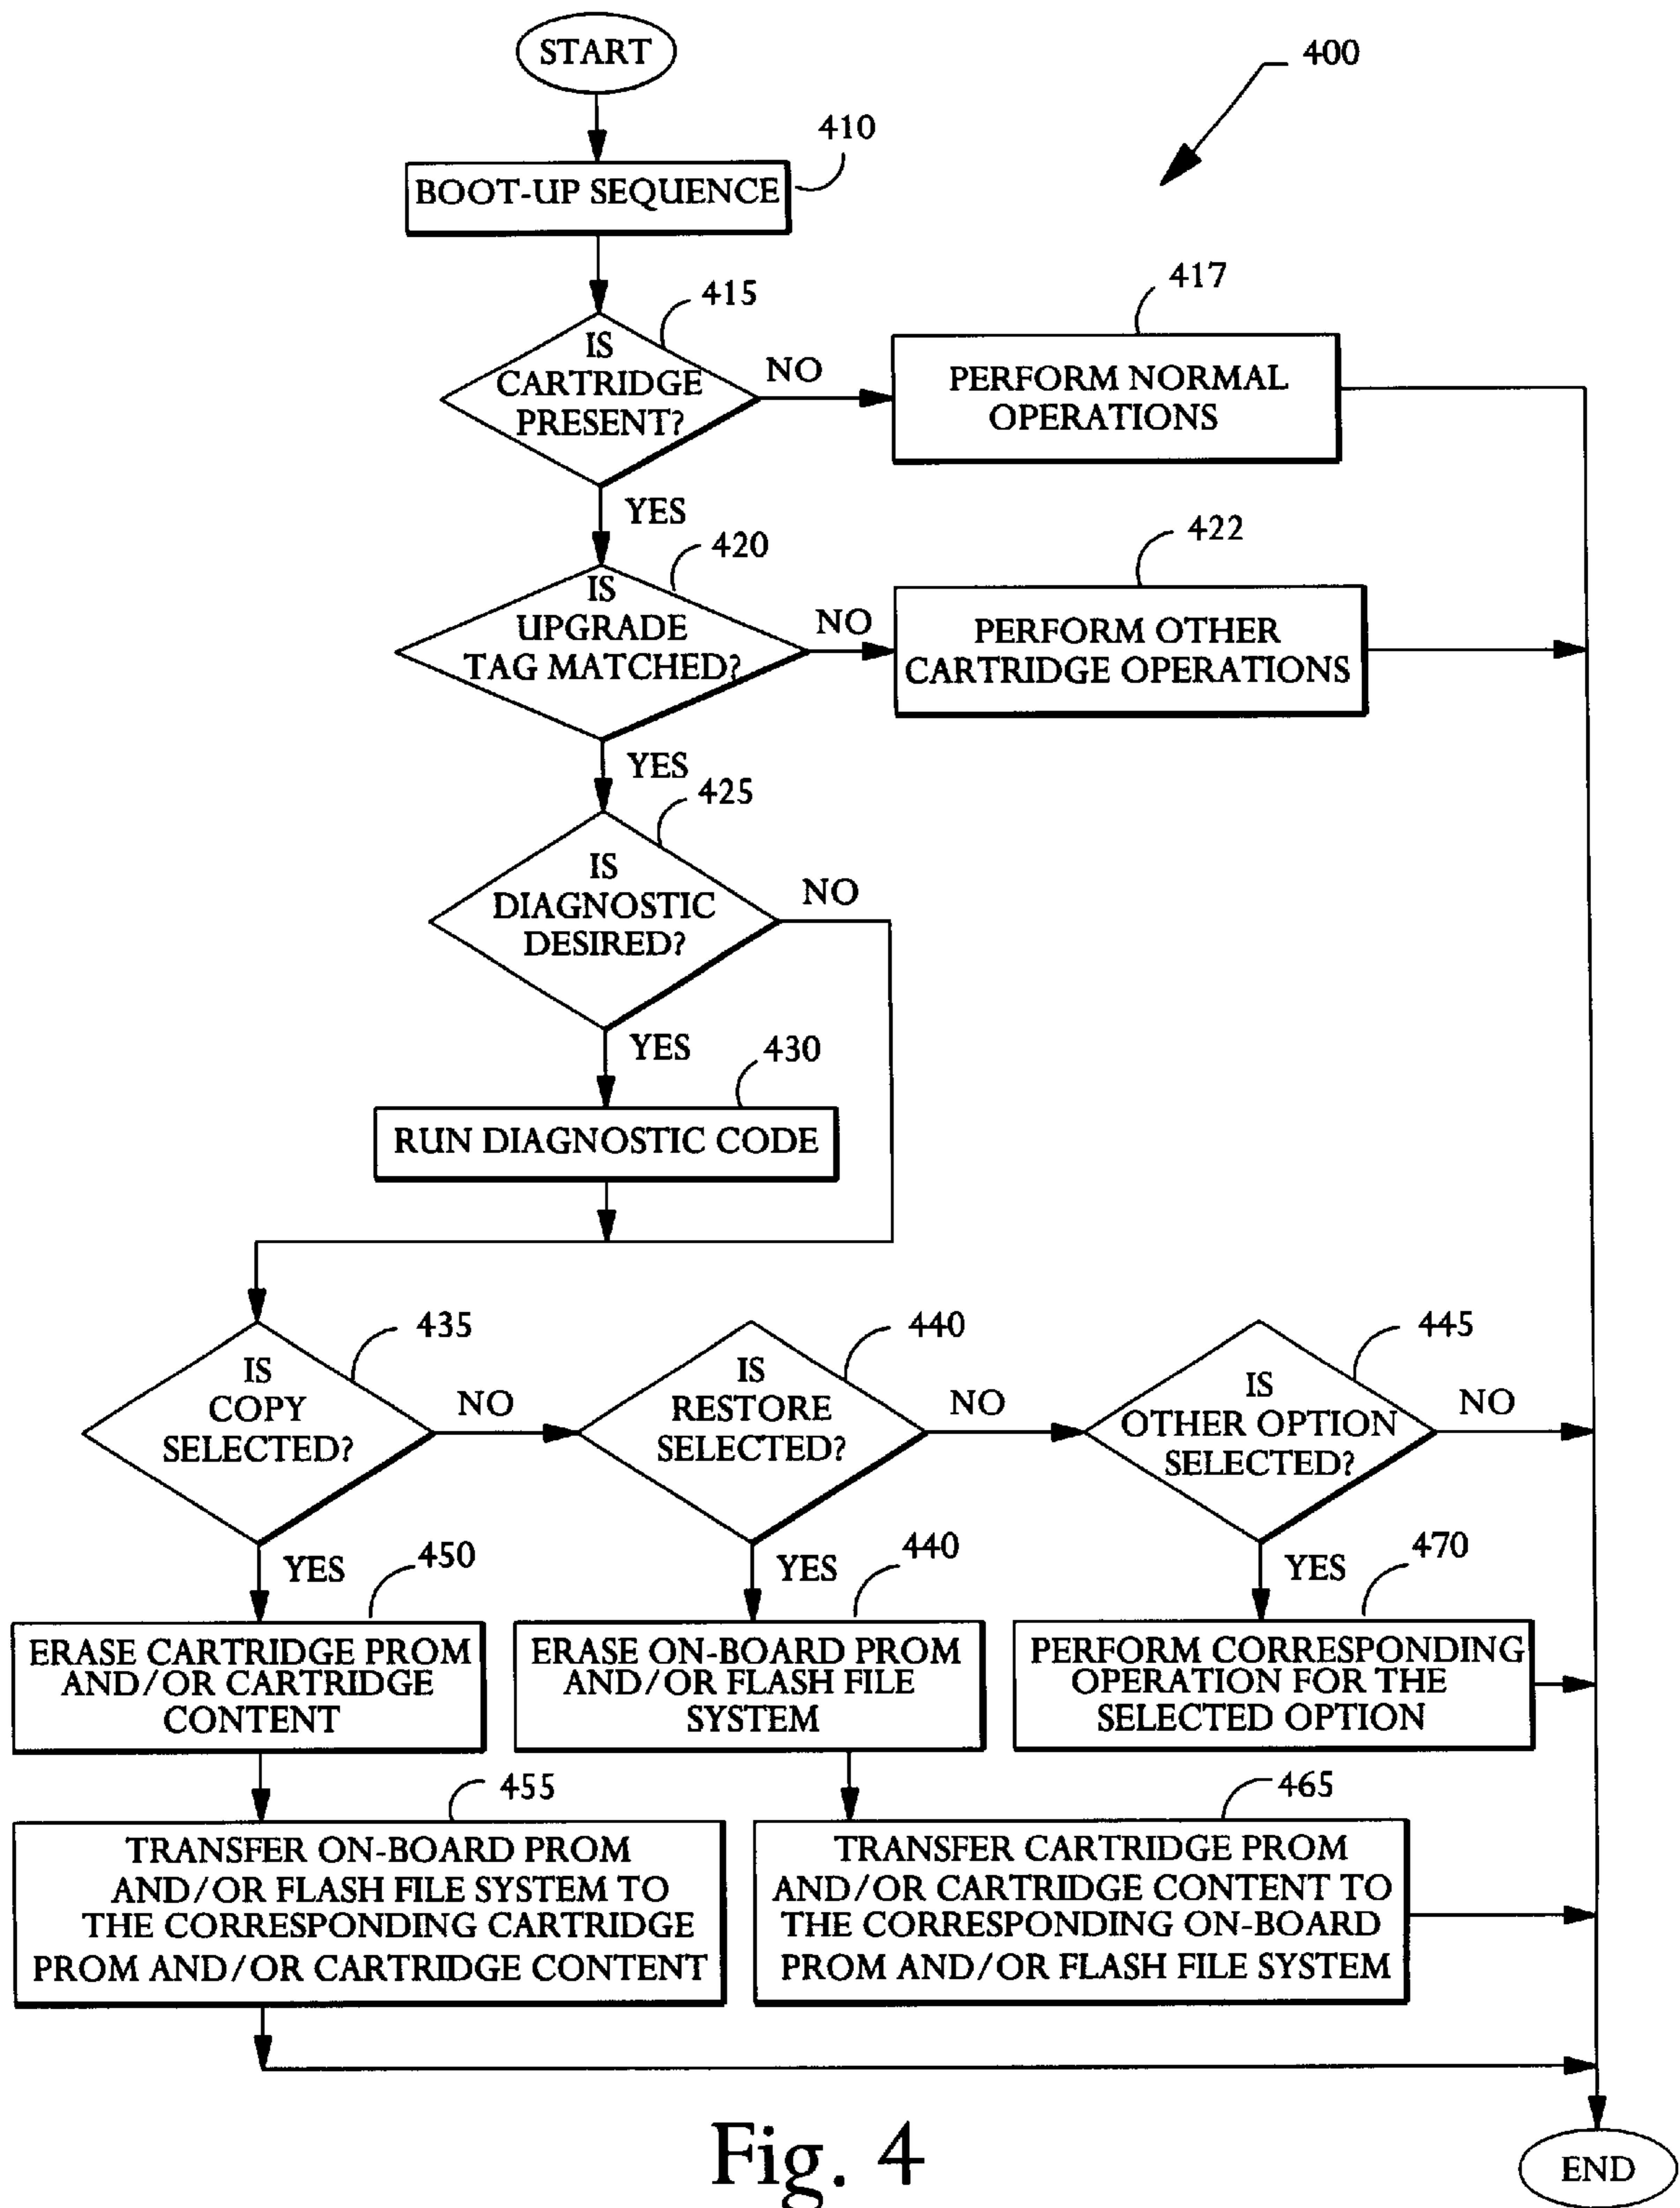 START
400
410
BOOT-UP SEQUENCE
415
417
IS
CARTRIDGE
PRESENT?
NO
PERFORM NORMAL
OPERATIONS
YES
420
422
IS
UPGRADE
TAG MATCHED?
NO
PERFORM OTHER
CARTRIDGE OPERATIONS
YES
425
IS
DIAGNOSTIC
DESIRED?
NO
YES
430
RUN DIAGNOSTIC CODE
435
IS
COPY
SELECTED?
NO
440
IS
RESTORE
SELECTED?
NO
445
IS
OTHER OPTION
SELECTED?
NO
YES
450
YES
440
YES
470
ERASE CARTRIDGE PROM
AND/OR CARTRIDGE
CONTENT
ERASE ON-BOARD PROM
AND/OR FLASH FILE
SYSTEM
PERFORM CORRESPONDING
OPERATION FOR THE
SELECTED OPTION
455
465
TRANSFER ON-BOARD PROM
AND/OR FLASH FILE SYSTEM TO
THE CORRESPONDING CARTRIDGE
PROM AND/OR CARTRIDGE CONTENT
TRANSFER CARTRIDGE PROM
AND/OR CARTRIDGE CONTENT TO
THE CORRESPONDING ON-BOARD
PROM AND/OR FLASH FILE SYSTEM
Fig. 4
END